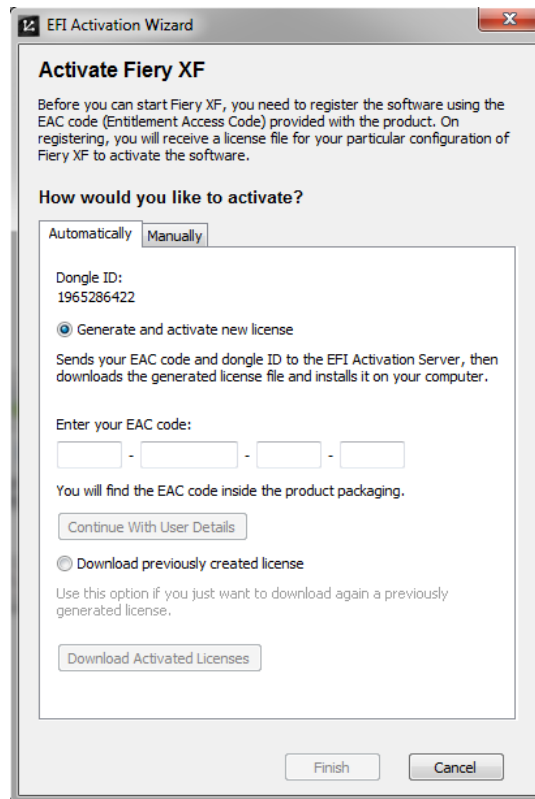 EFI Activation Wizard
Activate Fiery XF
Before you can start Fiery XF, you need to register the software using the
EAC code (Entitlement Access Code) provided with the product. On
registering, you will receive a license file for your particular configuration of
Fiery XF to activate the software.
How would you like to activate?
Automatically Manually
Dongle ID:
1965286422
Generate and activate new license
Sends your EAC code and dongle ID to the EFI Activation Server, then
downloads the generated license file and installs it on your computer.
Enter your EAC code:
- - -
You will find the EAC code inside the product packaging.
Continue With User Details
Download previously created license
Use this option if you just want to download again a previously
generated license.
Download Activated Licenses
Finish Cancel